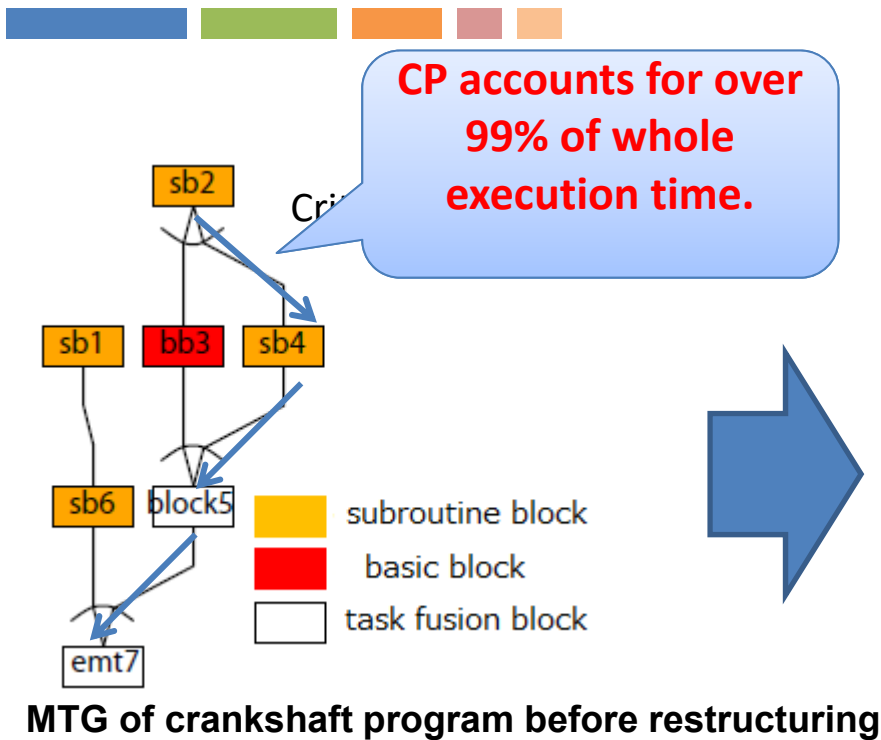 CP accounts for over
99% of whole
execution time.
sb2
sb1
bb3
sb4
sb6
block5
subroutine block
basic block
task fusion block
emt7
MTG of crankshaft program before restructuring